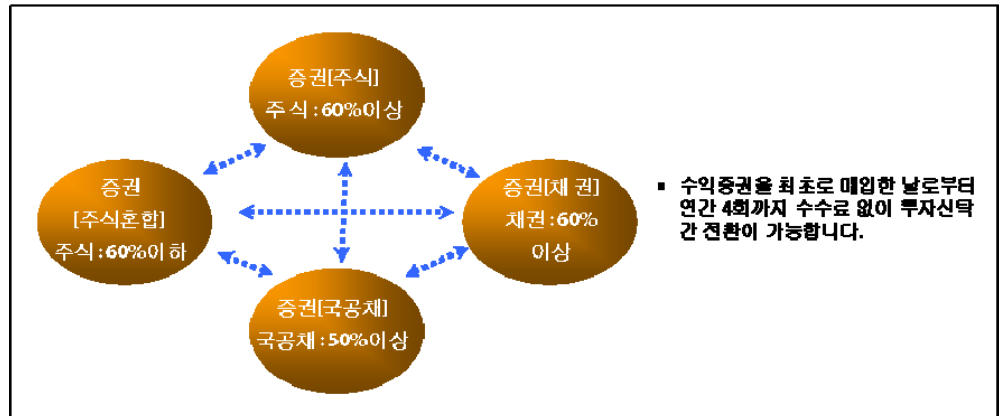 증권[주식]
주식:60%이상
증권
[주식혼합]
주식:60%이하
증권[채 권]
채권:60%
이상
증권[국공채]
국공채:50%이상
▪ 수익증권을 최초로 매입한 날로부터
연간 4회까지 수수료 없이 투자신탁
간 전환이 가능합니다.